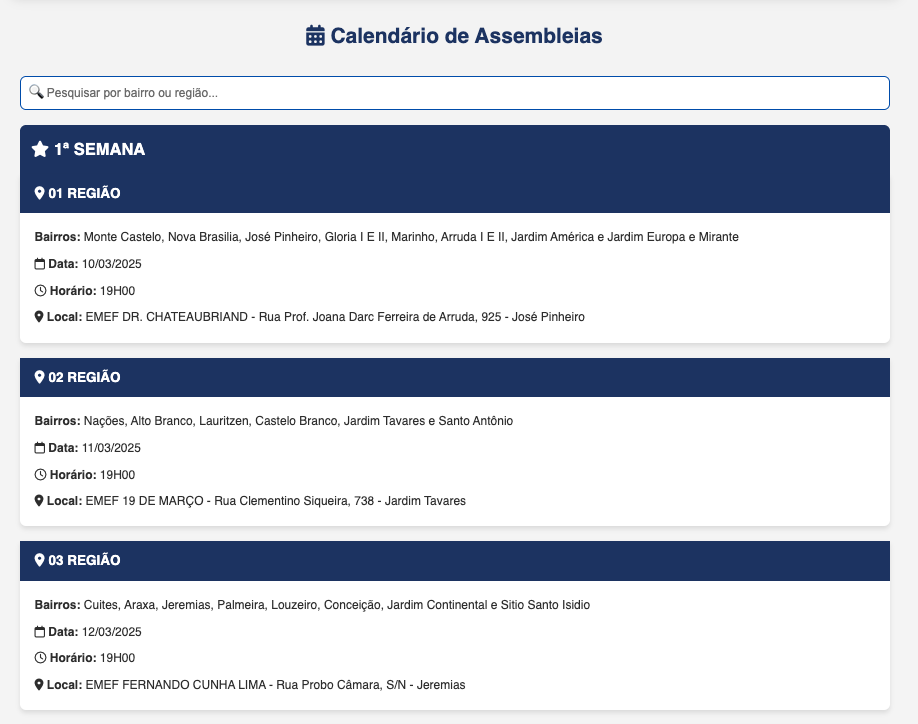 Calendário de Assembleias
Pesquisar por bairro ou região...
1ª SEMANA
01 REGIÃO
Bairros: Monte Castelo, Nova Brasilia, José Pinheiro, Gloria I E II, Marinho, Arruda I E II, Jardim América e Jardim Europa e Mirante
Data: 10/03/2025
Horário: 19H00
Local: EMEF DR. CHATEAUBRIAND - Rua Prof. Joana Darc Ferreira de Arruda, 925 - José Pinheiro
02 REGIÃO
Bairros: Nações, Alto Branco, Lauritzen, Castelo Branco, Jardim Tavares e Santo Antônio
Data: 11/03/2025
Horário: 19H00
Local: EMEF 19 DE MARÇO - Rua Clementino Siqueira, 738 - Jardim Tavares
03 REGIÃO
Bairros: Cuites, Araxa, Jeremias, Palmeira, Louzeiro, Conceição, Jardim Continental e Sitio Santo Isidio
Data: 12/03/2025
Horário: 19H00
Local: EMEF FERNANDO CUNHA LIMA - Rua Probo Câmara, S/N - Jeremias